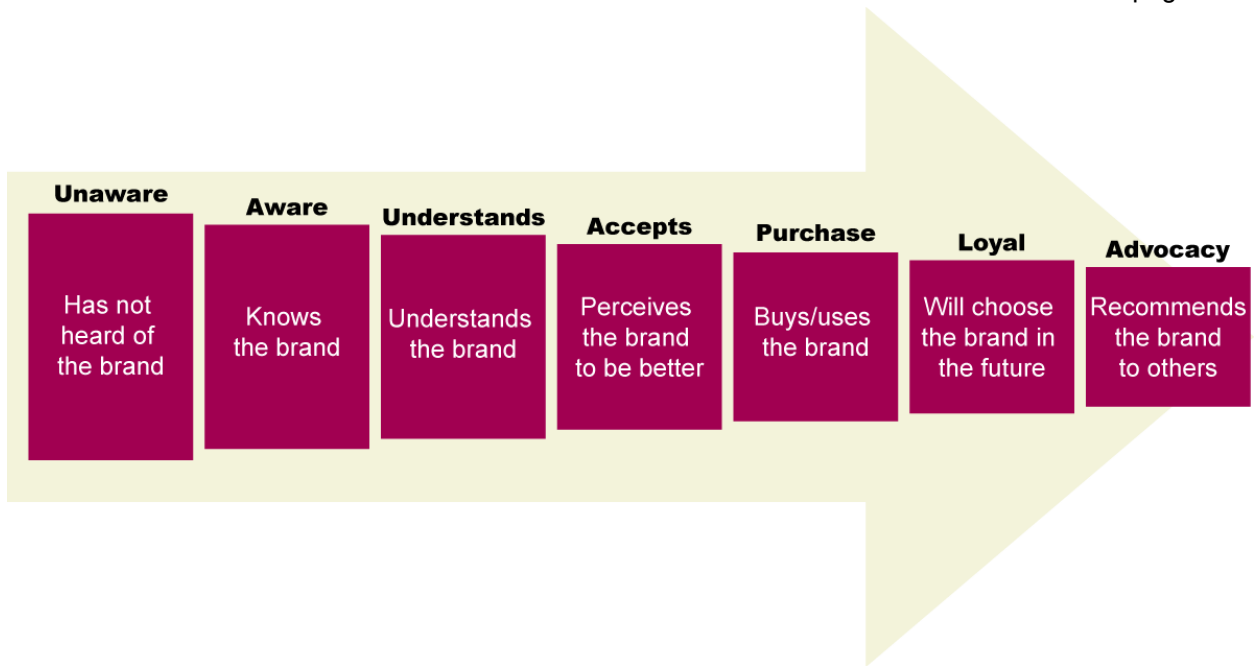 Unaware
Has not
heard of
the brand
Aware
Knows
the brand
Understands
Understands
the brand
Accepts
Perceives
the brand
to be better
Purchase
Buys/uses
the brand
Loyal
Will choose
the brand in
the future
Advocacy
Recommends
the brand
to others